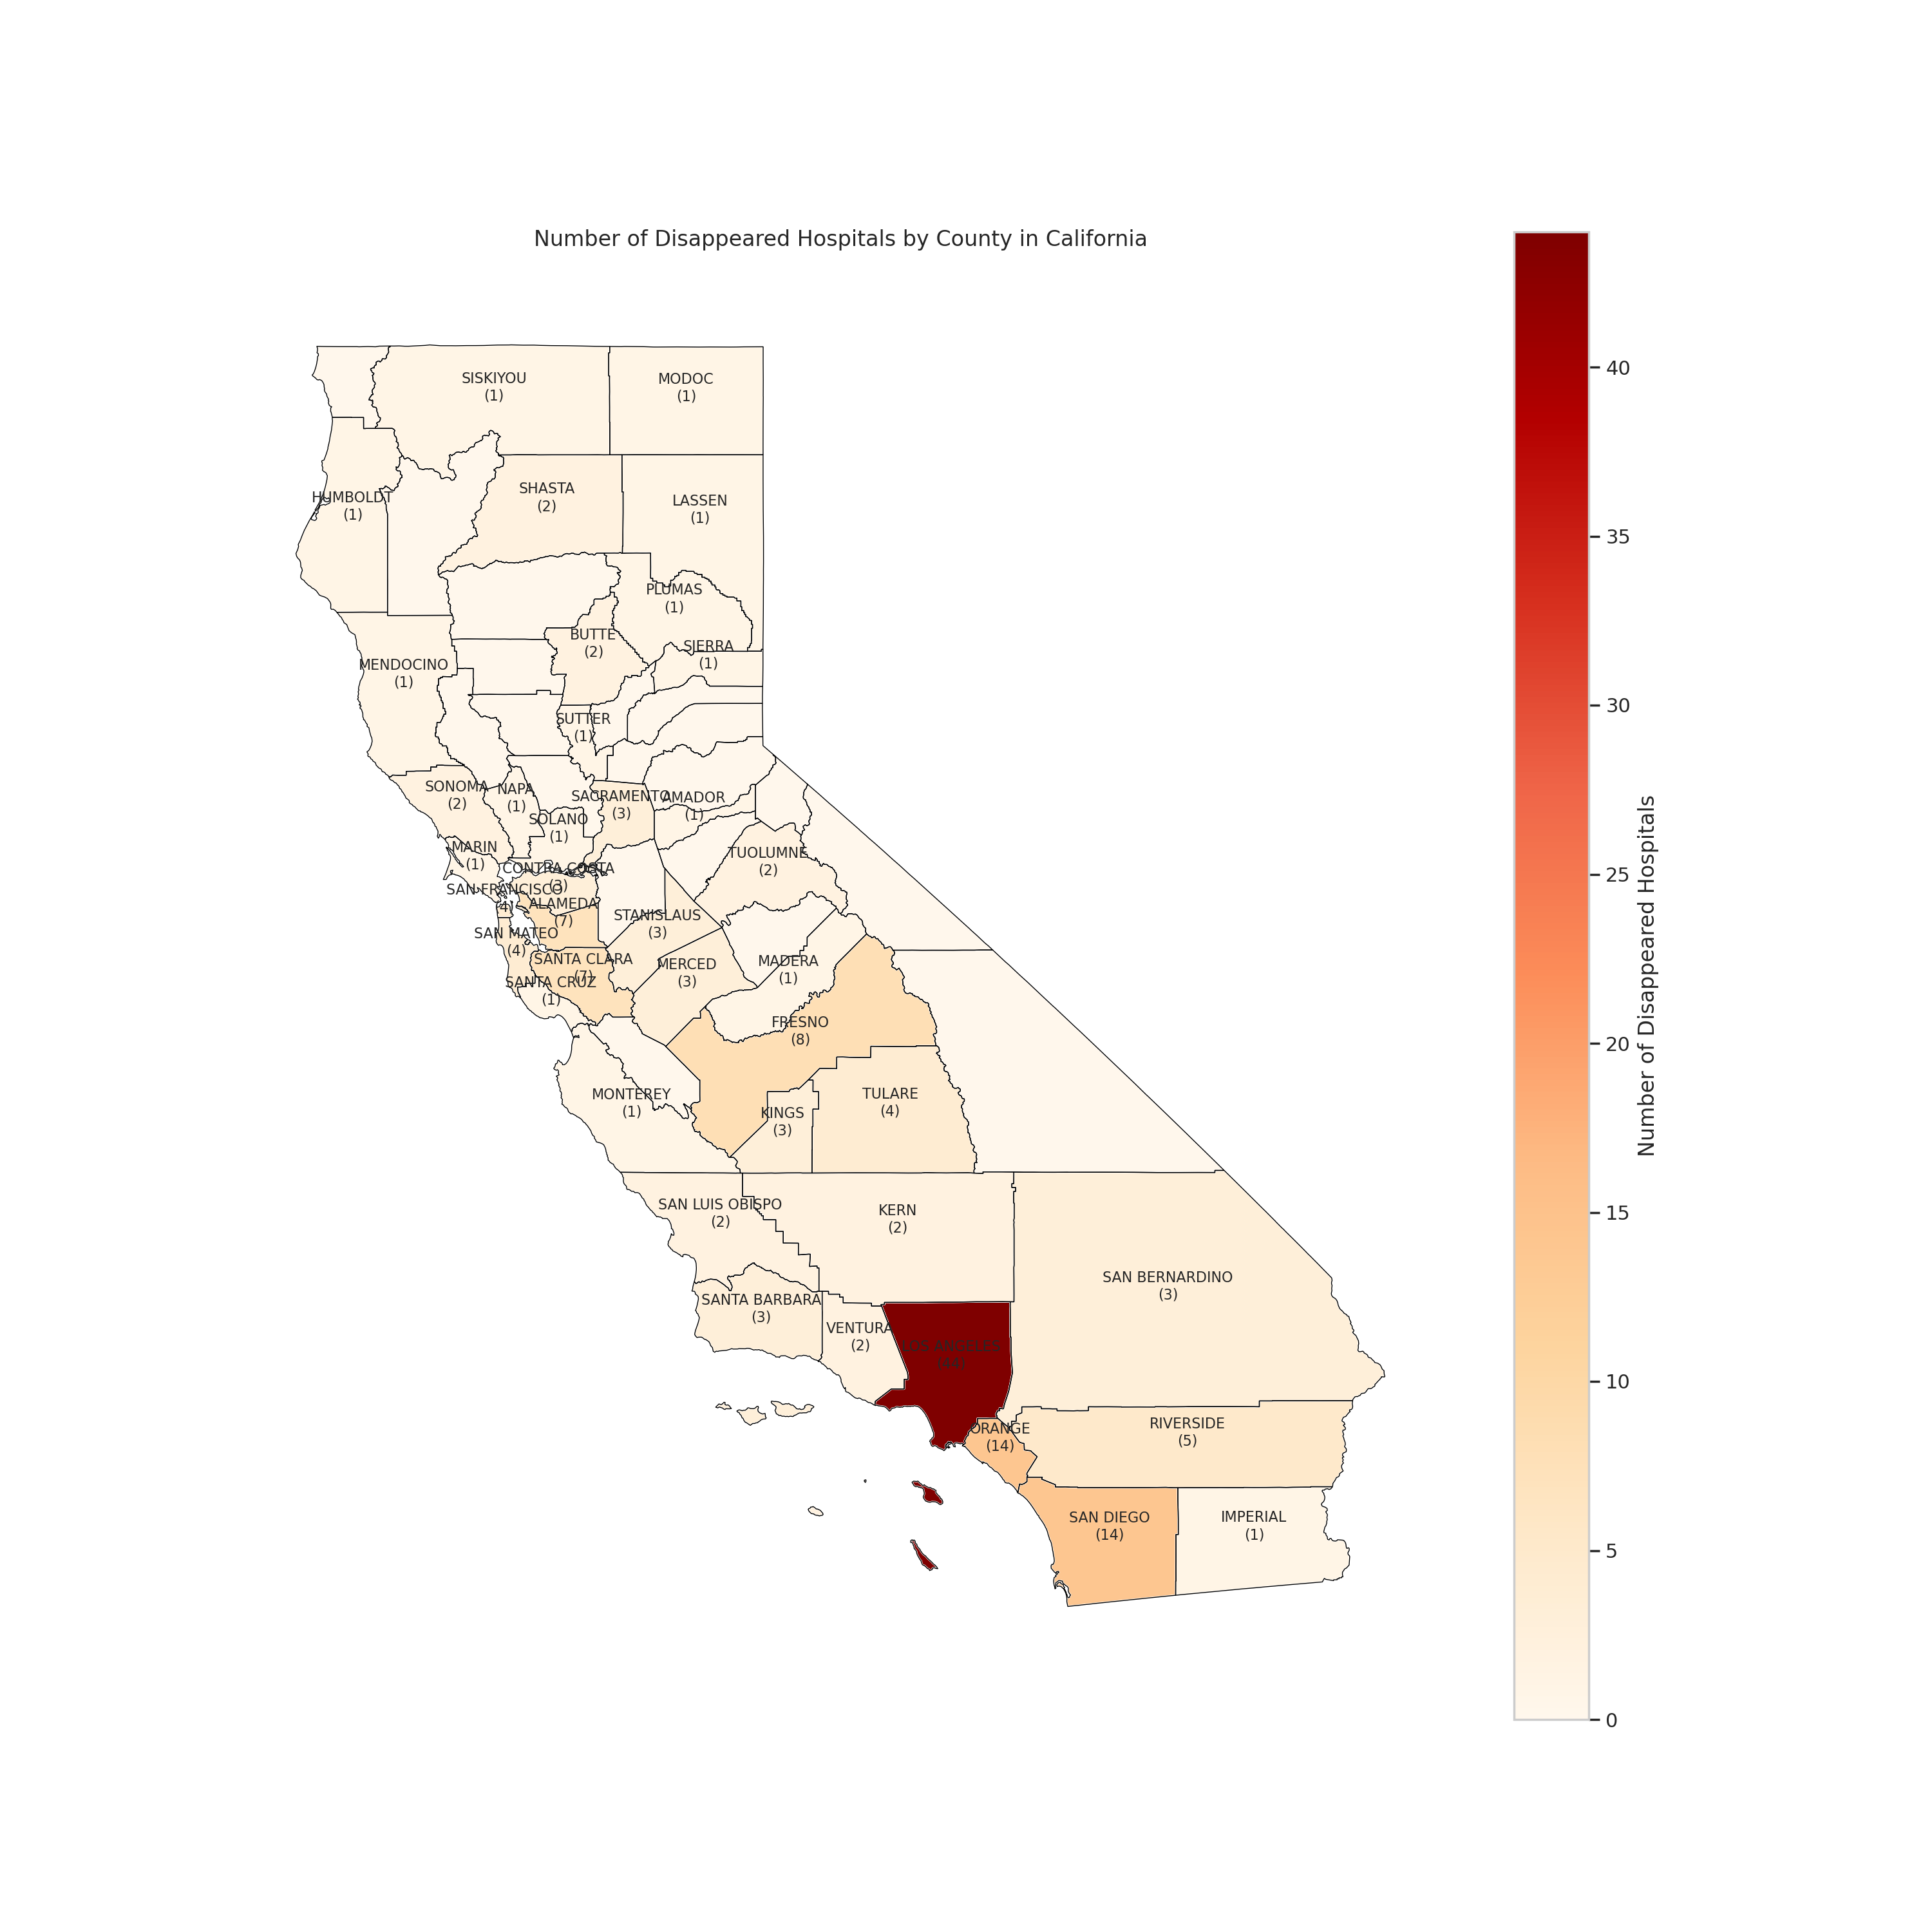 Number of Disappeared Hospitals by County in California
SISKIYOU
(1)
MODOC
(1)
HUMBOLDT
(1)
SHASTA
(2)
LASSEN
(1)
PLUMAS
(1)
BUTTE
(2)
SIERRA
(1)
MENDOCINO
(1)
SUTTER
(1)
SONOMA
(2)
NAPA
(1)
SACRAMENTO
(3)
AMADOR
(1)
SOLANO
(1)
MARIN
(1)
TUOLUMNE
(2)
CONTRA COSTA
(3)
SAN FRANCISCO
(4)
ALAMEDA
(7)
STANISLAUS
(3)
SAN MATEO
(4)
SANTA CLARA
(7)
MERCED
(3)
MADERA
(1)
SANTA CRUZ
(1)
FRESNO
(8)
MONTEREY
(1)
KINGS
(3)
TULARE
(4)
SAN LUIS OBISPO
(2)
KERN
(2)
SAN BERNARDINO
(3)
SANTA BARBARA
(3)
VENTURA
(2)
LOS ANGELES
(44)
ORANGE
(14)
RIVERSIDE
(5)
SAN DIEGO
(14)
IMPERIAL
(1)
40
35
30
25
20
15
10
5
0
Number of Disappeared Hospitals